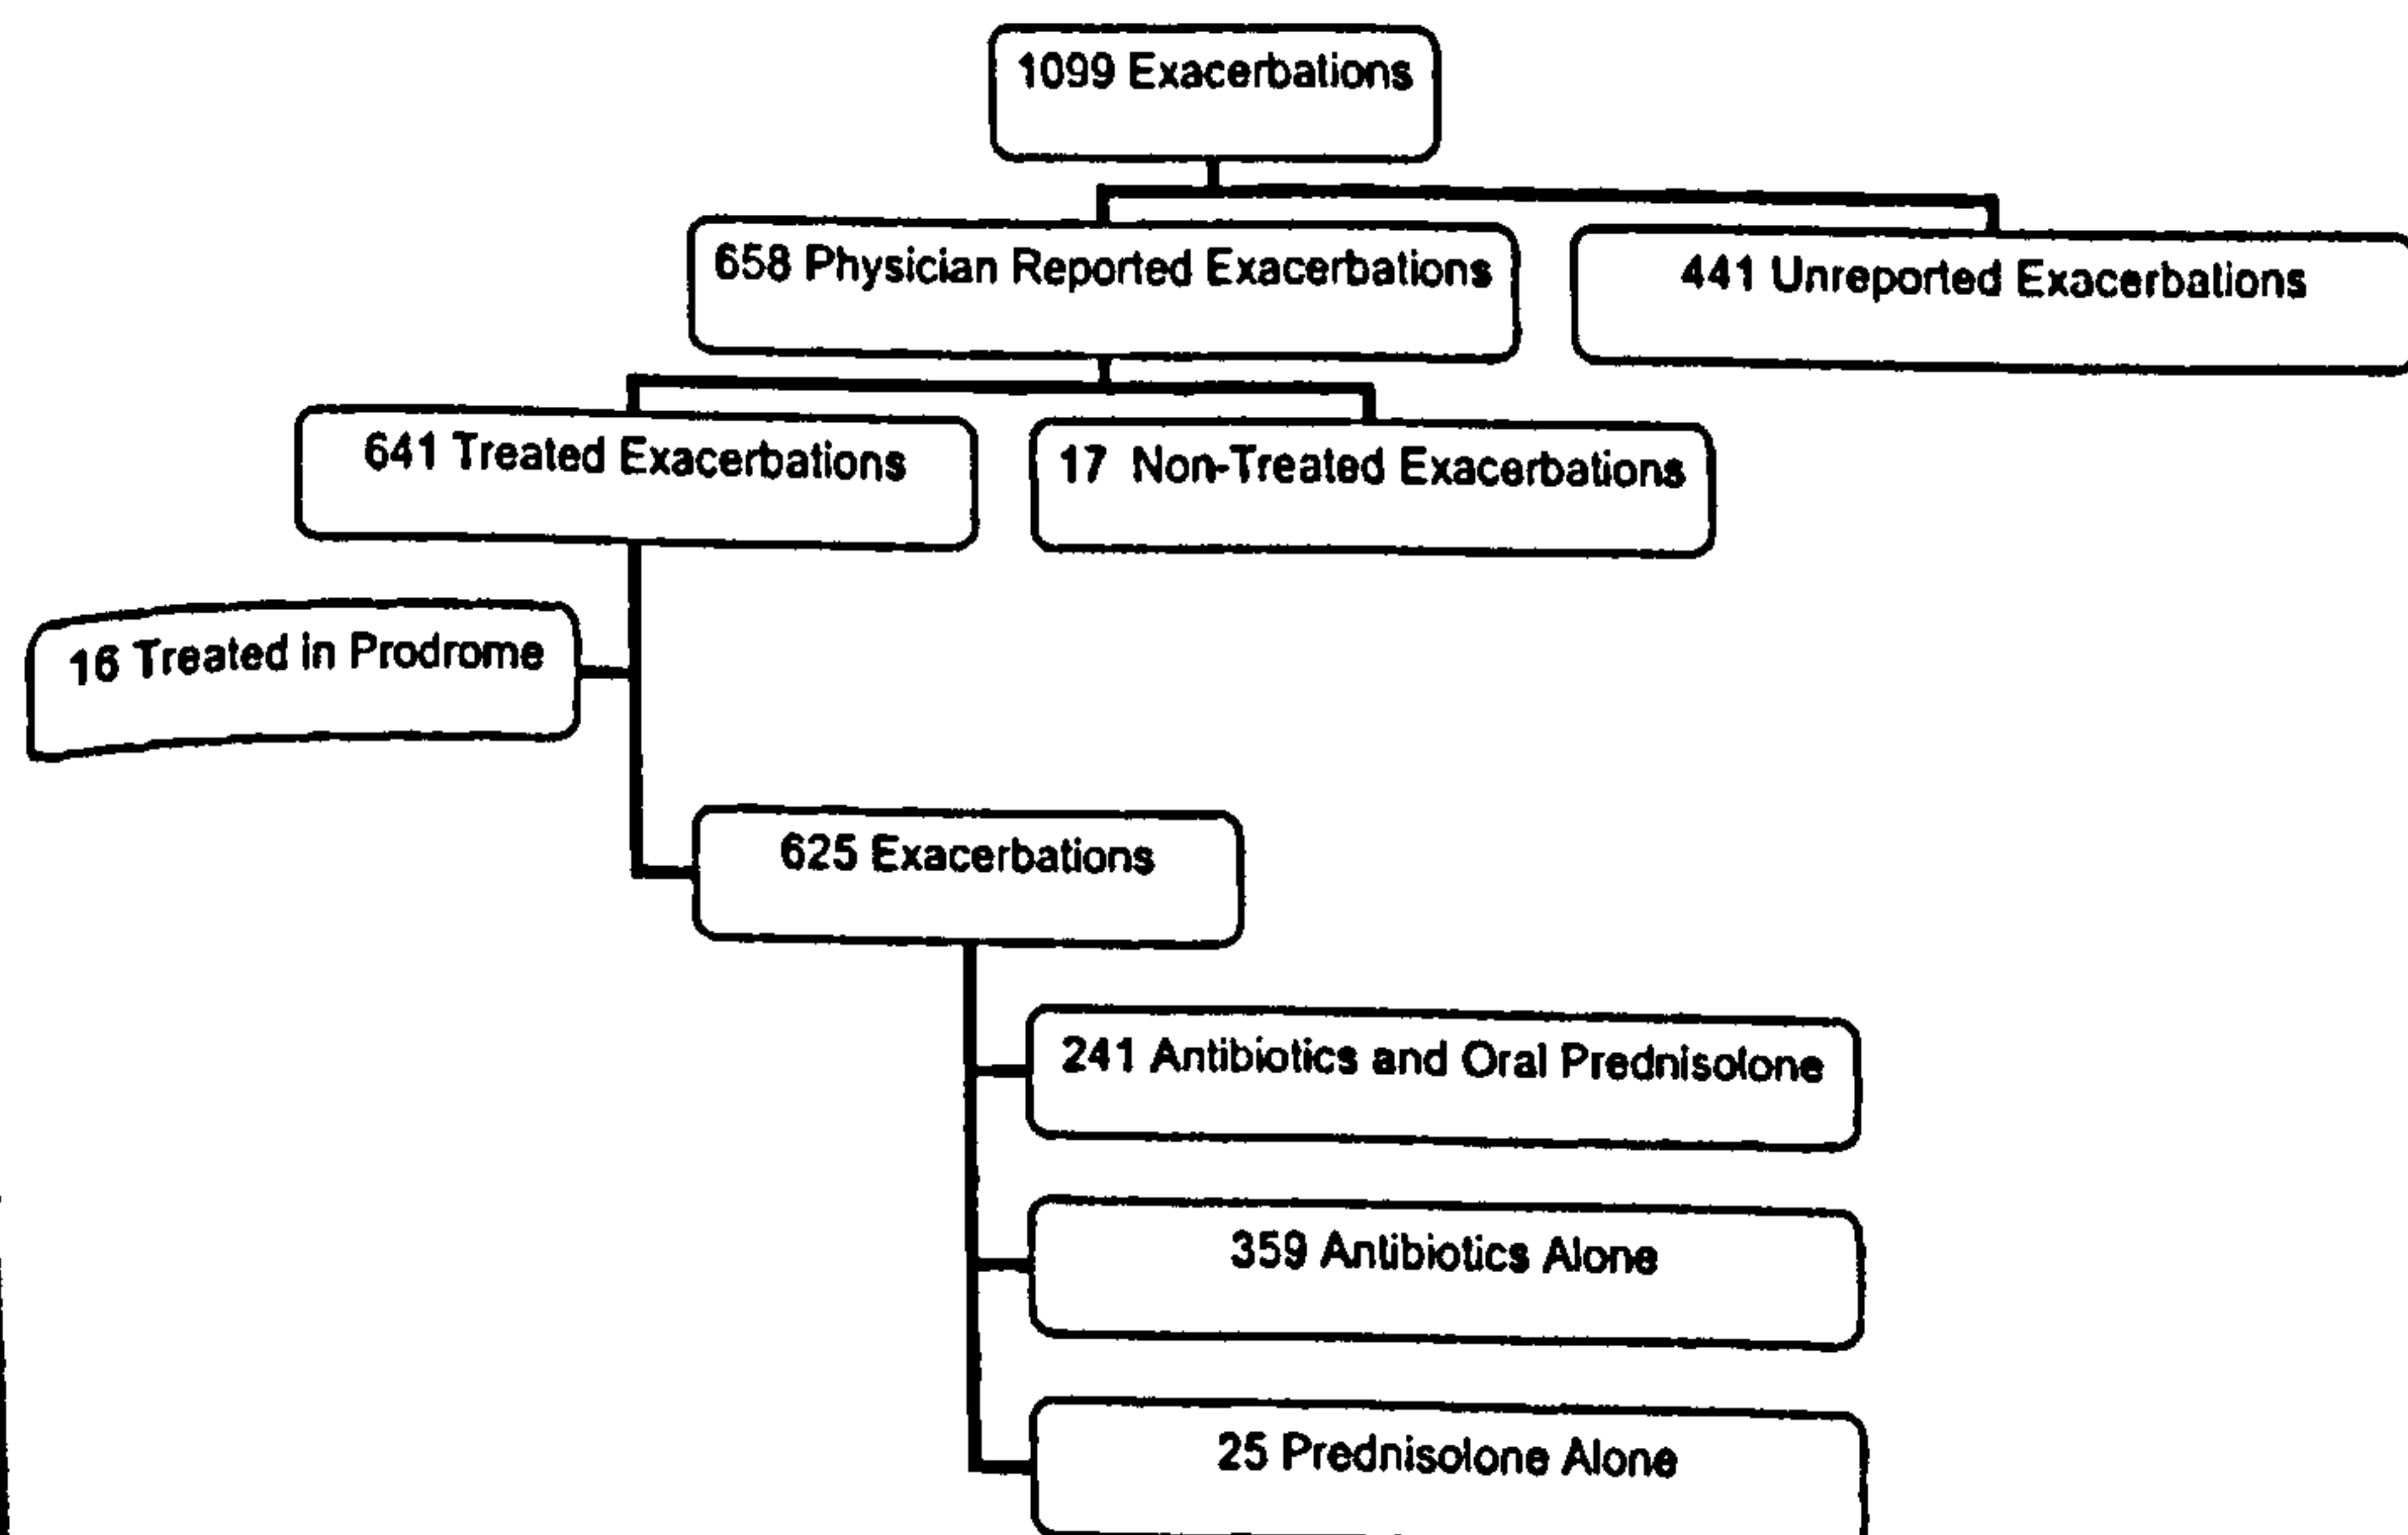 1099 Exacerbations
658 Physician Reported Exacerbations
441 Unreported Exacerbations
641 Treated Exacerbations
17 Non-Treated Exacerbations
16 Treated in Prodrome
625 Exacerbations
241 Antibiotics and Oral Prednisolone
359 Antibiotics Alone
25 Prednisolone Alone